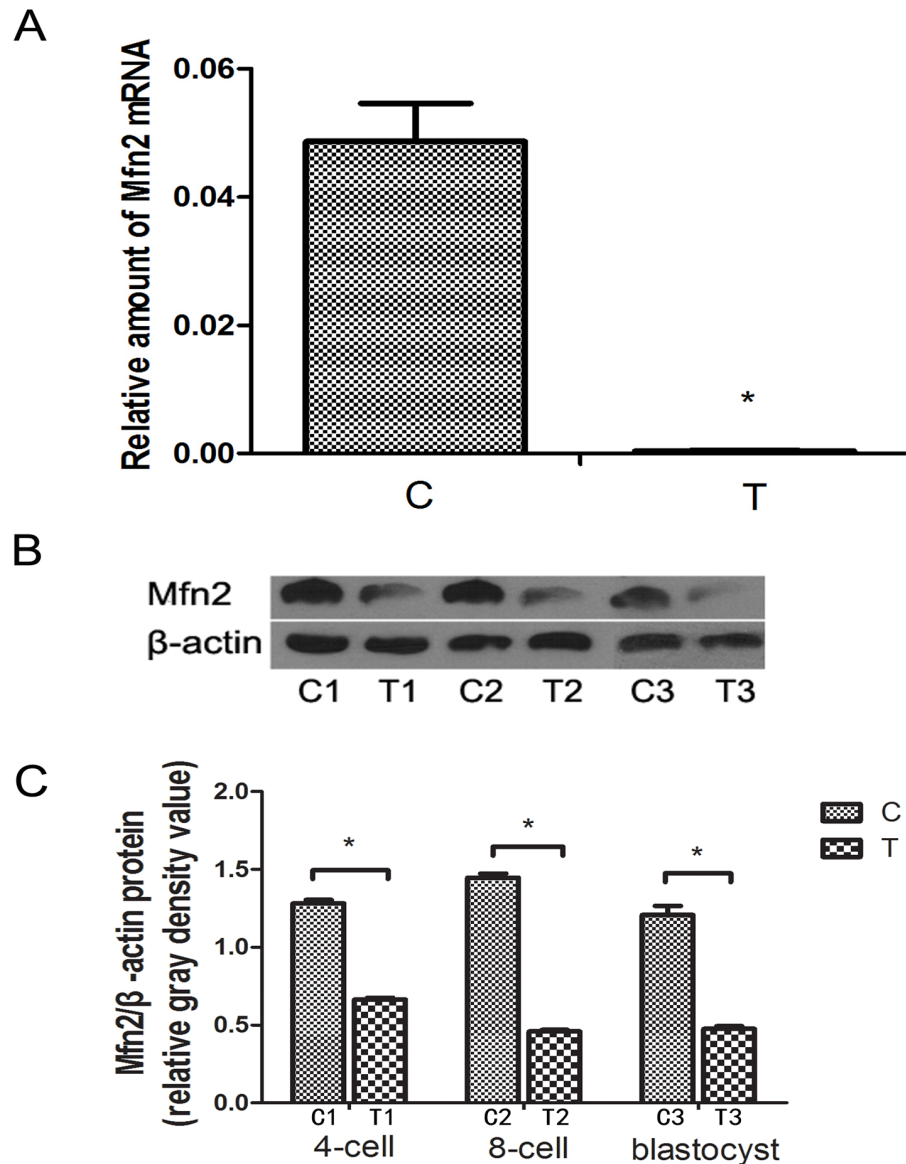 A
Relative amount of Mfn2 mRNA
0.06
0.04
0.02
0.00
*
C
T
B
Mfn2
β-actin
C1 T1 C2 T2 C3 T3
C
Mfn2/β -actin protein
(relative gray density value)
2.0
1.5
1.0
0.5
0.0
* * *
C
T
C1 T1 C2 T2 C3 T3
4-cell 8-cell blastocyst